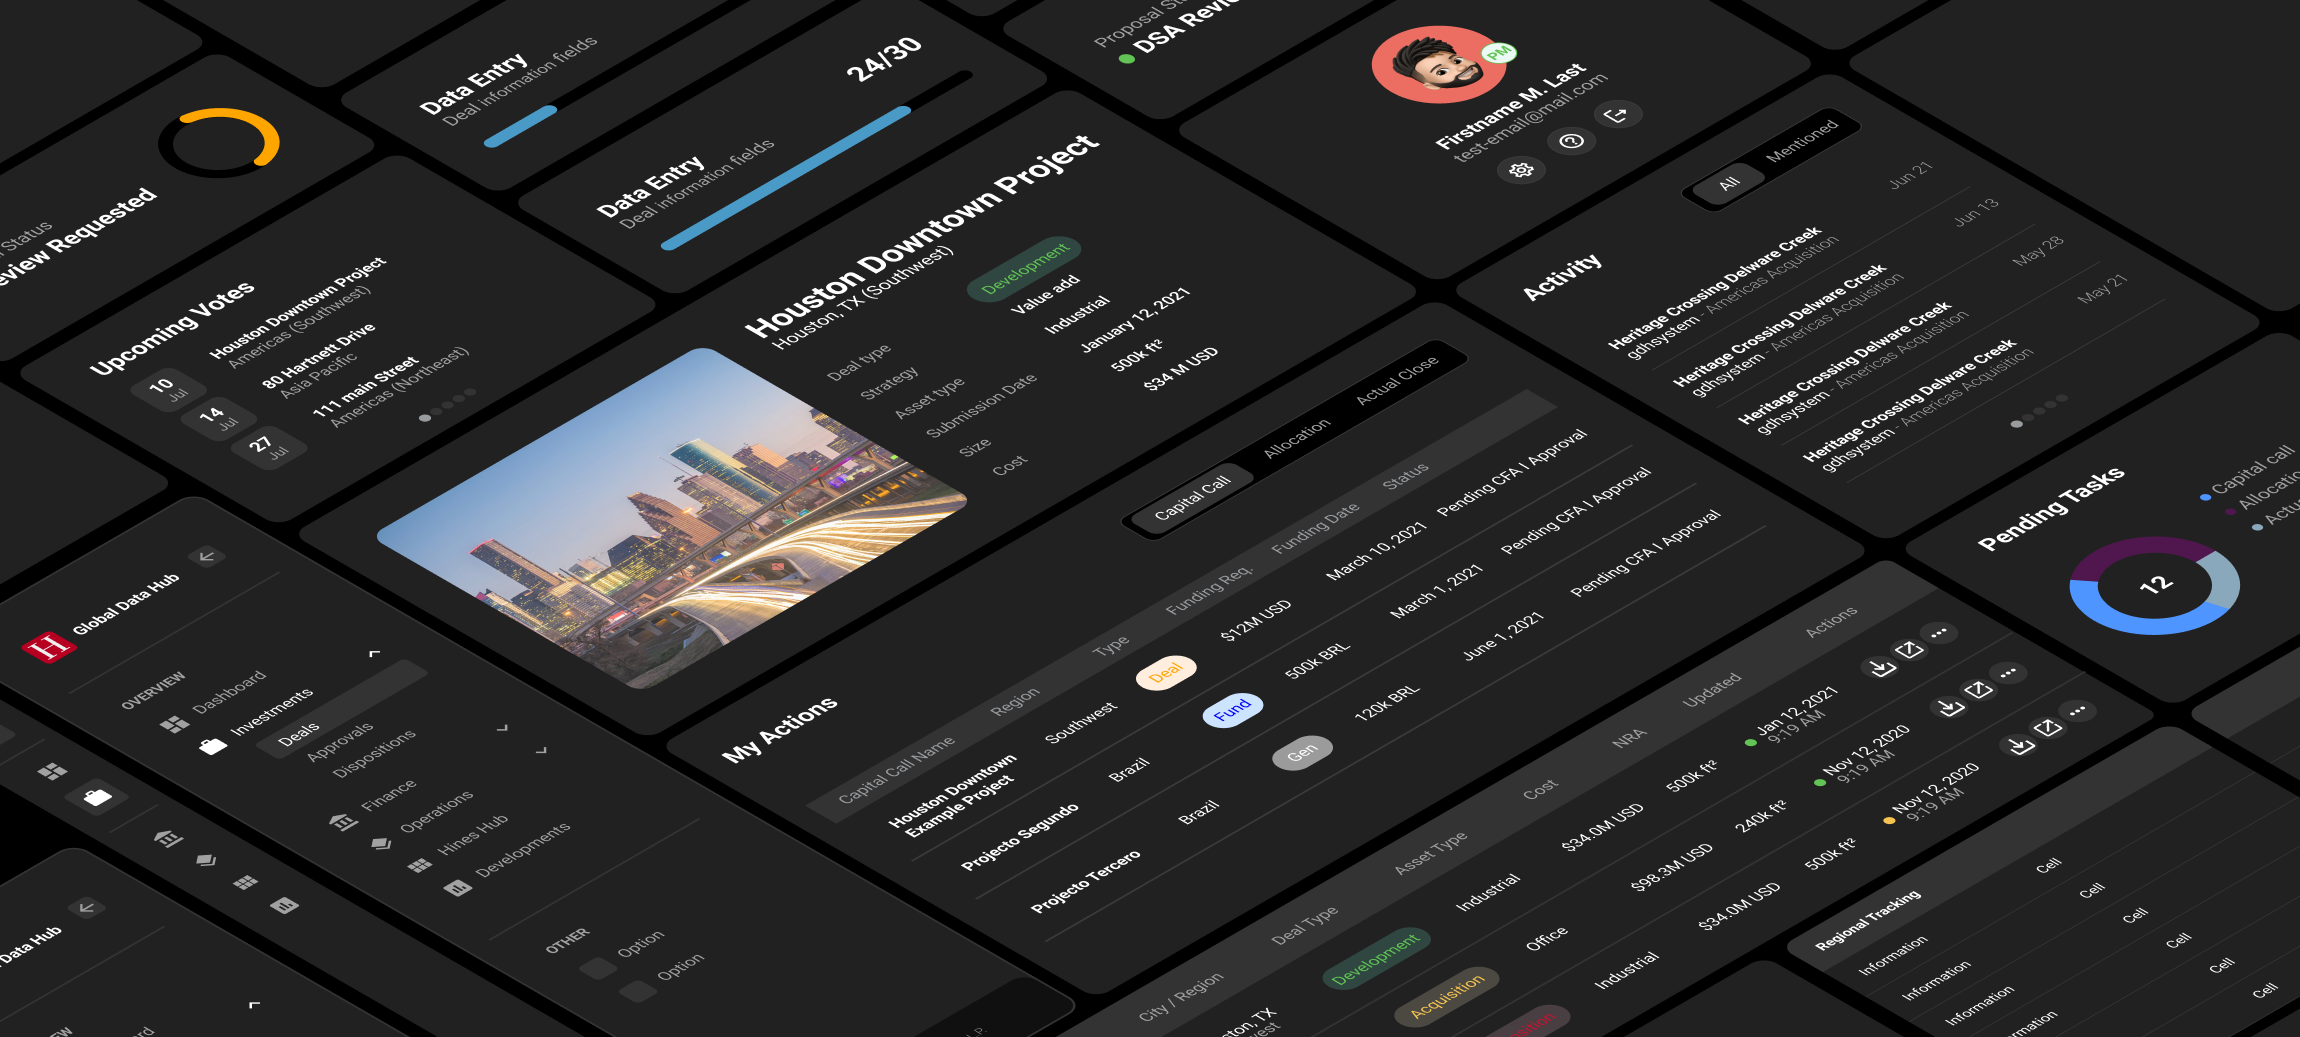 Data Entry
Deal information fields
Data Entry
Deal information fields
24/30
Proposal
DSA
Firstname M. Last
test-email@mail.com
PM
Status
Requested
Upcoming Votes
10
Jul
Houston Downtown Project
Americas (Southwest)
14
Jul
80 Hartnett Drive
Asia Pacific
27
Jul
111 main Street
Americas (Northeast)
Houston Downtown Project
Houston, TX (Southwest)
Deal type
Development
Strategy
Value add
Asset type
Industrial
Submission Date
January 12, 2021
Size
500k ft²
Cost
$34 M USD
Activity
All
Mentioned
Heritage Crossing Delware Creek
gdhsystem - Americas Acquisition
Jun 21
Heritage Crossing Delware Creek
gdhsystem - Americas Acquisition
Jun 13
Heritage Crossing Delware Creek
gdhsystem - Americas Acquisition
May 28
Heritage Crossing Delware Creek
gdhsystem - Americas Acquisition
May 21
Pending Tasks
12
Capital call
H
Global Data Hub
OVERVIEW
Dashboard
Investments
Deals
Approvals
Dispositions
Finance
Operations
Hines Hub
Developments
OTHER
Option
Option
Data Hub
My Actions
Capital Call
Allocation
Actual Close
Capital Call Name
Region
Type
Funding Req.
Funding Date
Status
Houston Downtown
Example Project
Southwest
Deal
$12M USD
March 10, 2021
Pending CFA I Approval
Projecto Segundo
Brazil
Fund
500k BRL
March 1, 2021
Pending CFA I Approval
Projecto Tercero
Brazil
Gen
120k BRL
June 1, 2021
Pending CFA I Approval
City / Region
Deal Type
Asset Type
Cost
NRA
Updated
Actions
TX
Development
Industrial
$34.0M USD
500k ft²
Jan 12, 2021
9:19 AM
Acquisition
Office
$98.3M USD
240k ft²
Nov 12, 2020
9:19 AM
Industrial
$34.0M USD
500k ft²
Nov 12, 2020
9:19 AM
Regional Tracking
Information
Cell
Information
Cell
Information
Cell
Cell
Cell
Cell